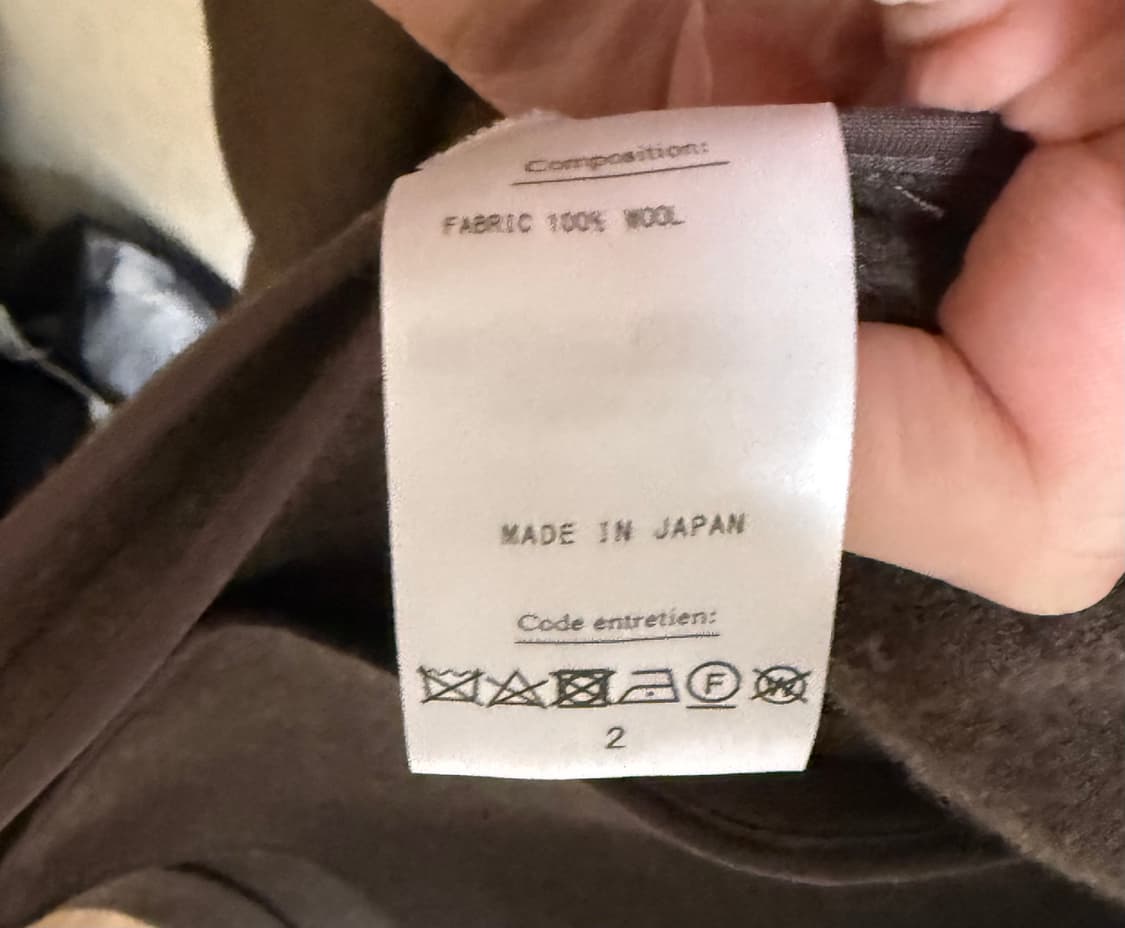 Composition:
FABRIC 100% WOOL
MADE IN JAPAN
Code entretien:
F W
2